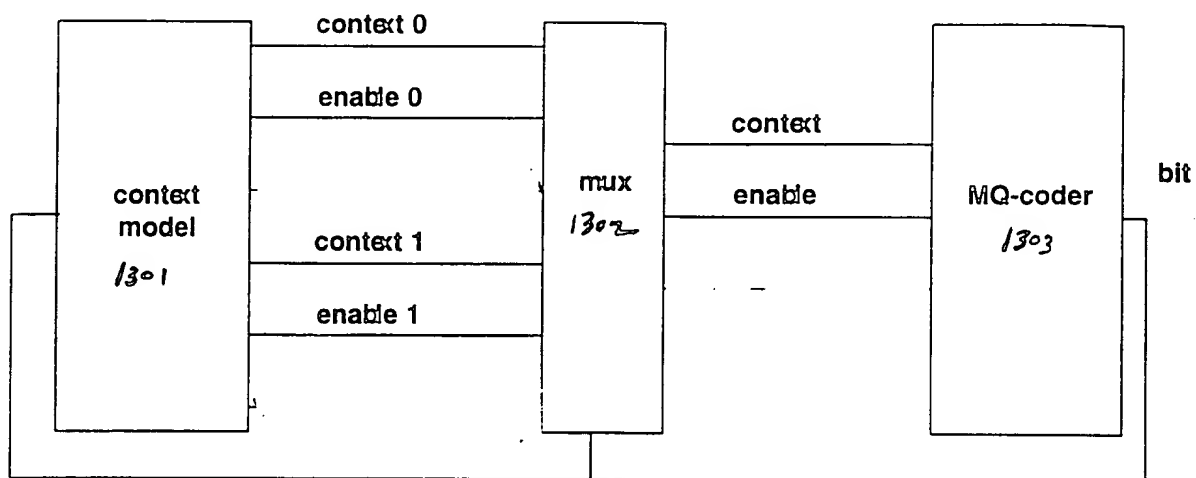 context 0
enable 0
context
model
1301
context 1
enable 1
mux
1302
context
enable
MQ-coder
1303
bit